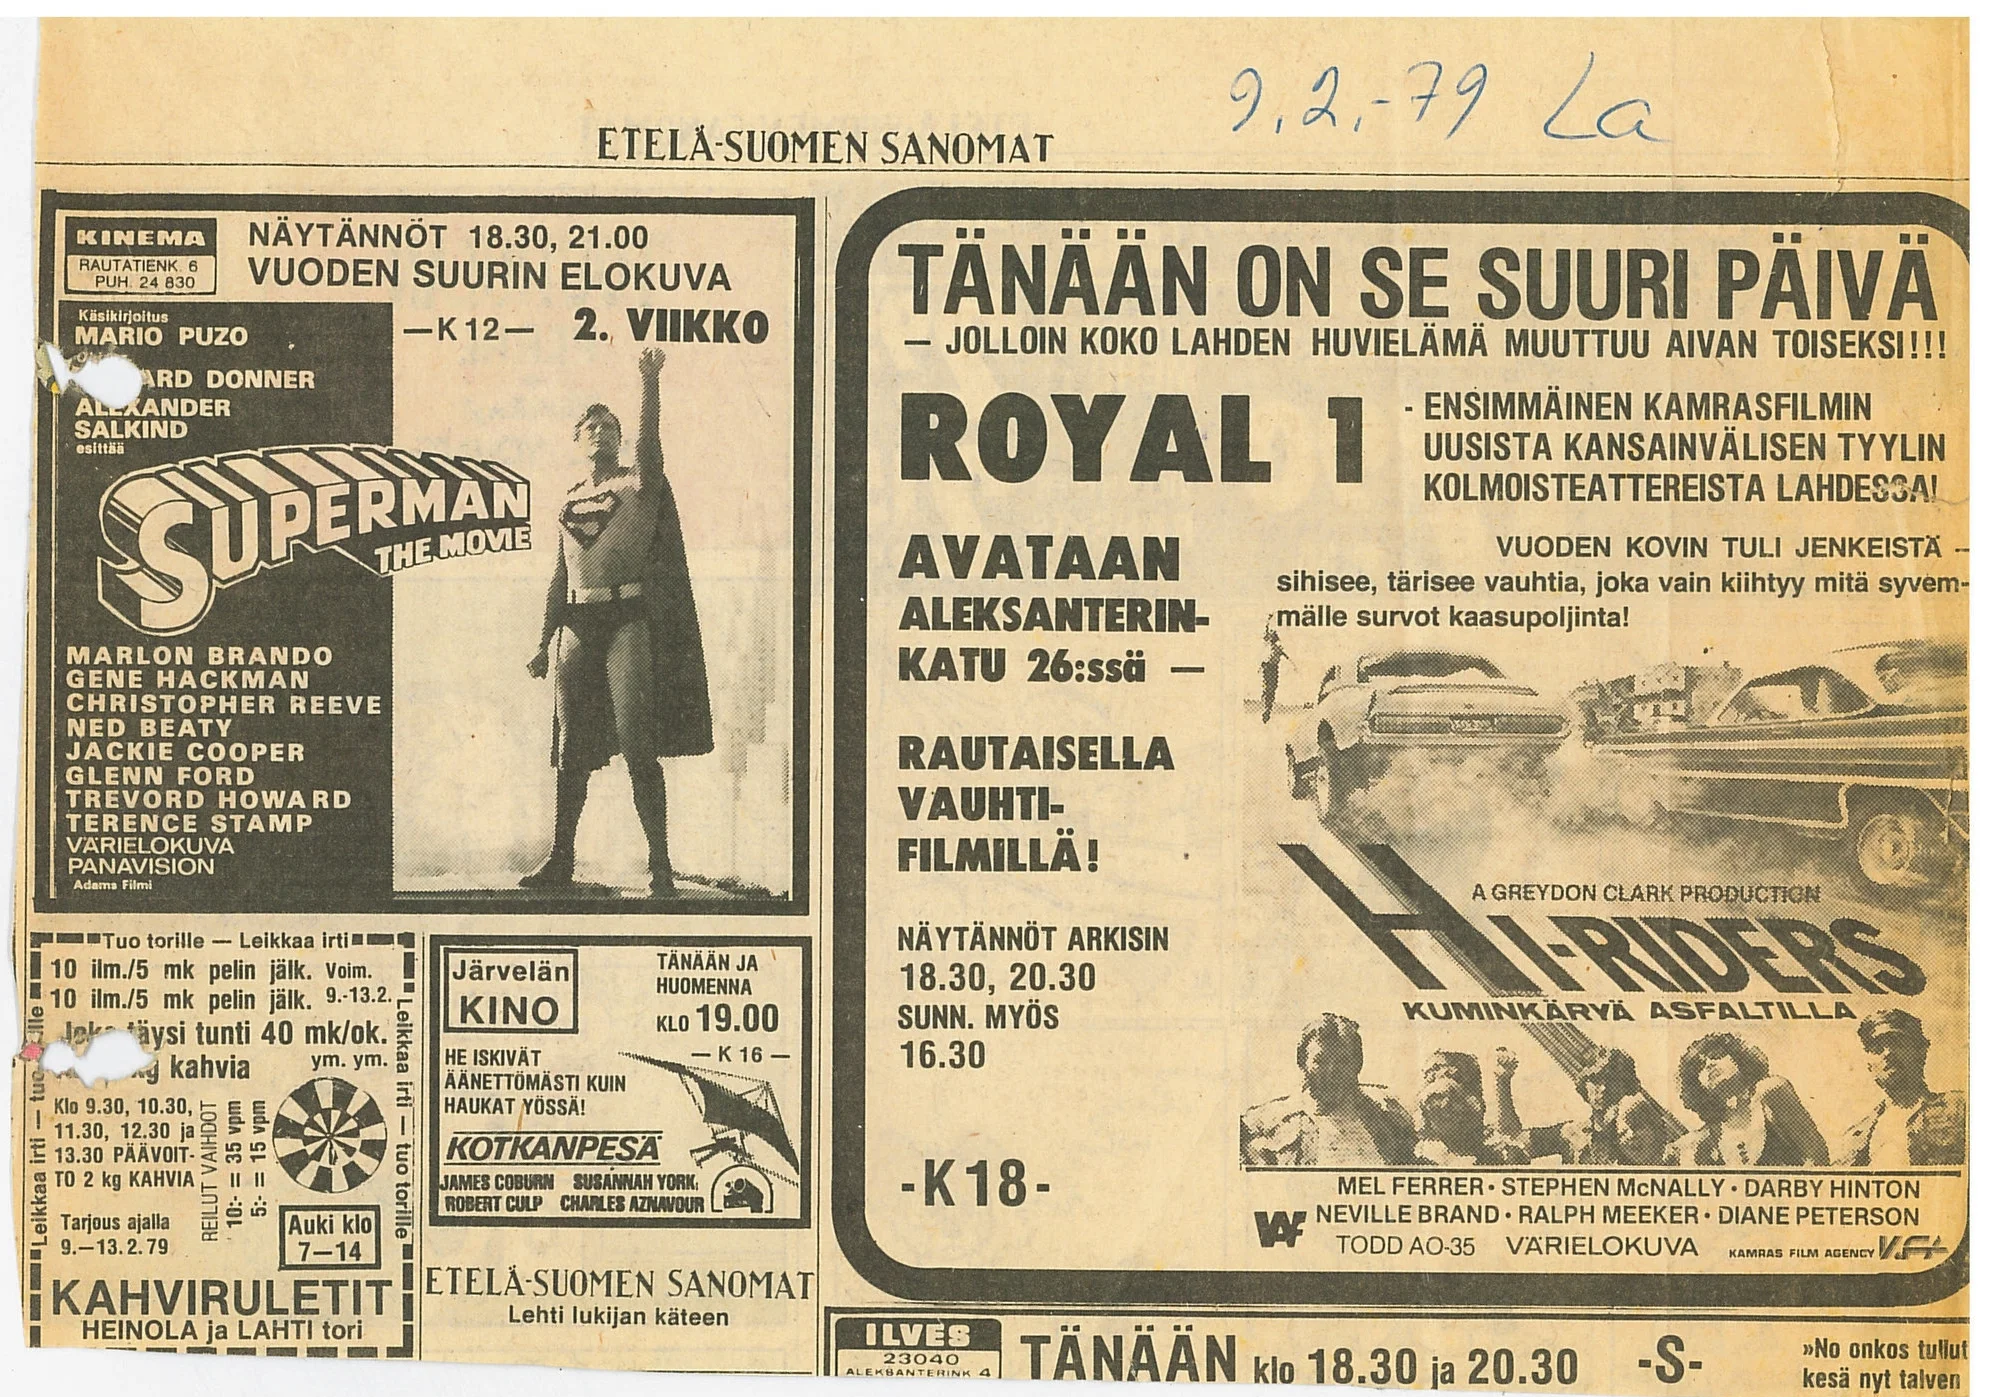 9.2.-79 La
ETELÄ-SUOMEN SANOMAT
KINEMA
RAUTATIENK. 6
PUH. 24 830
NÄYTÄNNÖT 18.30, 21.00
VUODEN SUURIN ELOKUVA
—K 12— 2. VIIKKO
Käsikirjoitus
MARIO PUZO
ARD DONNER
ALEXANDER
SALKIND
esittää
SUPERMAN
THE MOVIE
MARLON BRANDO
GENE HACKMAN
CHRISTOPHER REEVE
NED BEATY
JACKIE COOPER
GLENN FORD
TREVORD HOWARD
TERENCE STAMP
VÄRIELOKUVA
PANAVISION
Adams Filmi
Tuo torille — Leikkaa irti
10 ilm./5 mk pelin jälk. Voim.
10 ilm./5 mk pelin jälk. 9.-13.2.
Joka täysi tunti 40 mk/ok.
kg kahvia ym. ym.
Klo 9.30, 10.30,
11.30, 12.30 ja
13.30 PÄÄVOIT-
TO 2 kg KAHVIA
REILUT VAIHDOT
10:- = 35 vpm
5:- = 15 vpm
Tarjous ajalla
9.—13.2.79
Auki klo
7—14
Leikkaa irti — tuo
lle
Leikkaa irti — tuo torille
KAHVIRULETIT
HEINOLA ja LAHTI tori
Järvelän
KINO
TÄNÄÄN JA
HUOMENNA
KLO 19.00
— K 16 —
HE ISKIVÄT
ÄÄNETTÖMÄSTI KUIN
HAUKAT YÖSSÄ!
KOTKANPESÄ
JAMES COBURN SUSANNAH YORK
ROBERT CULP CHARLES AZNAVOUR
ETELÄ-SUOMEN SANOMAT
Lehti lukijan käteen
TÄNÄÄN ON SE SUURI PÄIVÄ
— JOLLOIN KOKO LAHDEN HUVIELÄMÄ MUUTTUU AIVAN TOISEKSI!!!
ROYAL 1
- ENSIMMÄINEN KAMRASFILMIN
UUSISTA KANSAINVÄLISEN TYYLIN
KOLMOISTEATTEREISTA LAHDESSA!
AVATAAN
ALEKSANTERIN-
KATU 26:ssä —
RAUTAISELLA
VAUHTI-
FILMILLÄ!
NÄYTÄNNÖT ARKISIN
18.30, 20.30
SUNN. MYÖS
16.30
-K 18-
VUODEN KOVIN TULI JENKEISTÄ —
sihisee, tärisee vauhtia, joka vain kiihtyy mitä syvem-
mälle survot kaasupoljinta!
A GREYDON CLARK PRODUCTION
HI-RIDERS
KUMINKÄRYÄ ASFALTILLA
MEL FERRER • STEPHEN McNALLY • DARBY HINTON
NEVILLE BRAND • RALPH MEEKER • DIANE PETERSON
TODD AO-35 VÄRIELOKUVA KAMRAS FILM AGENCY
ILVES
23040
ALEKSANTERINK 4
TÄNÄÄN klo 18.30 ja 20.30 -S-
»No onkos tullut
kesä nyt talven